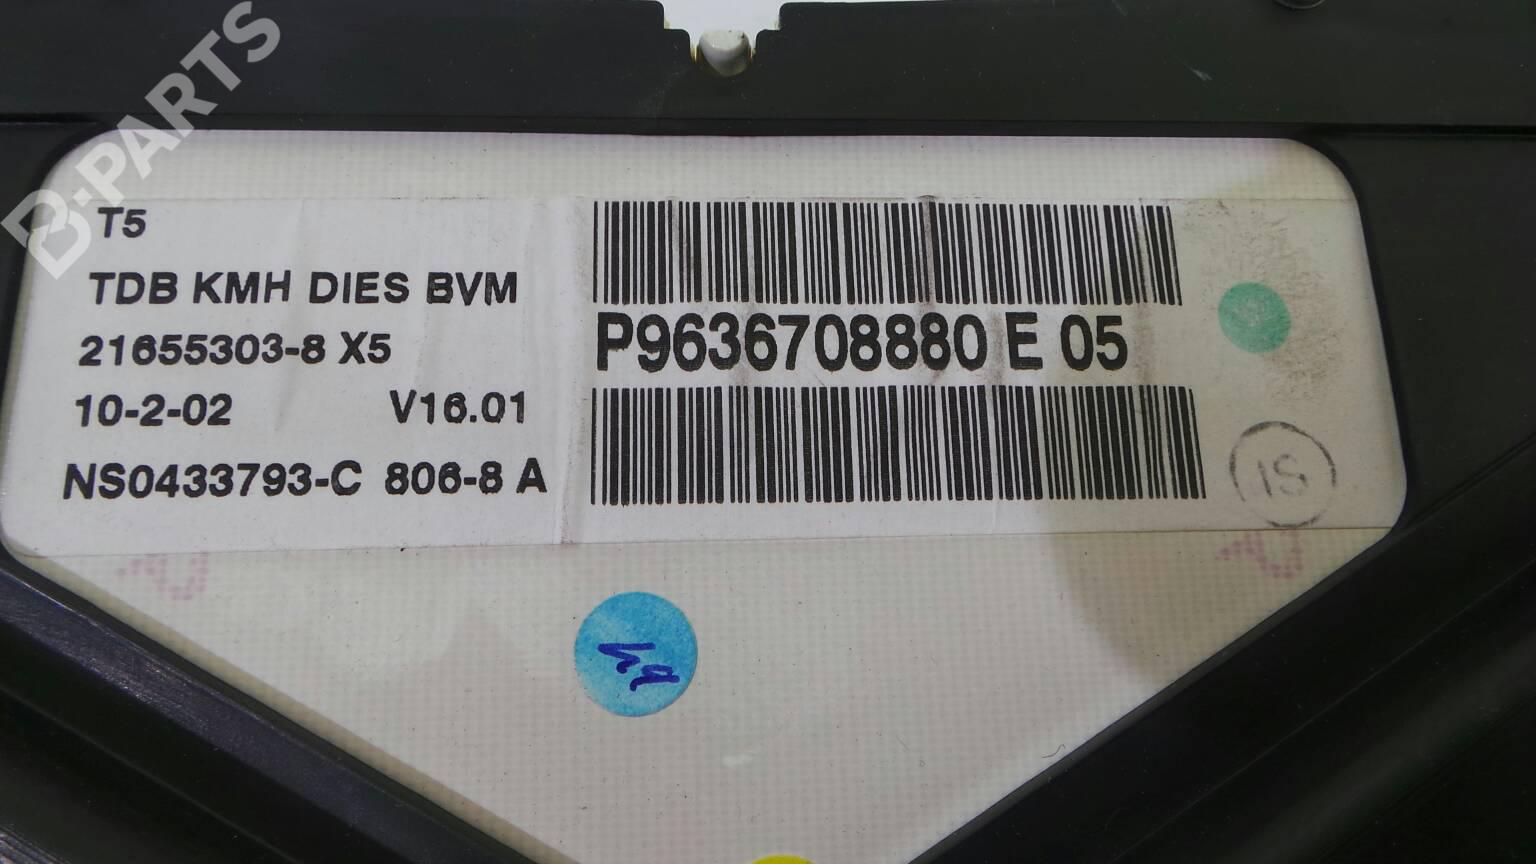 B-PARTS
T5
TDB KMH DIES BVM
21655303-8 X5
10-2-02 V16.01
NS0433793-C 806-8 A
P9636708880 E 05